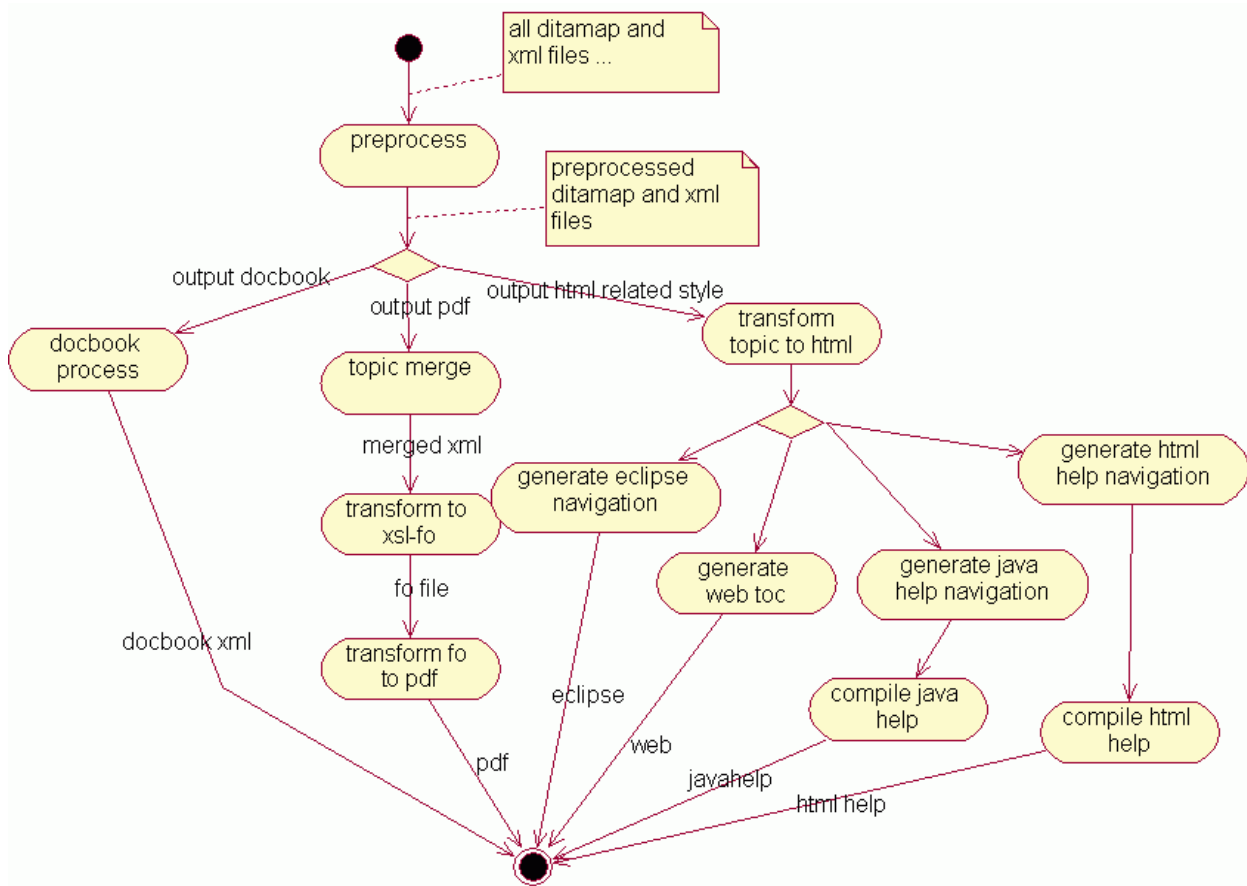 all ditamap and
xml files ...
preprocess
preprocessed
ditamap and xml
files
output docbook
output pdf
output html related style
transform
topic to html
docbook
process
topic merge
merged xml
generate eclipse
navigation
generate html
help navigation
transform to
xsl-fo
generate
web toc
generate java
help navigation
fo file
docbook xml
transform fo
to pdf
eclipse
compile java
help
compile html
help
web
pdf
javahelp
html help